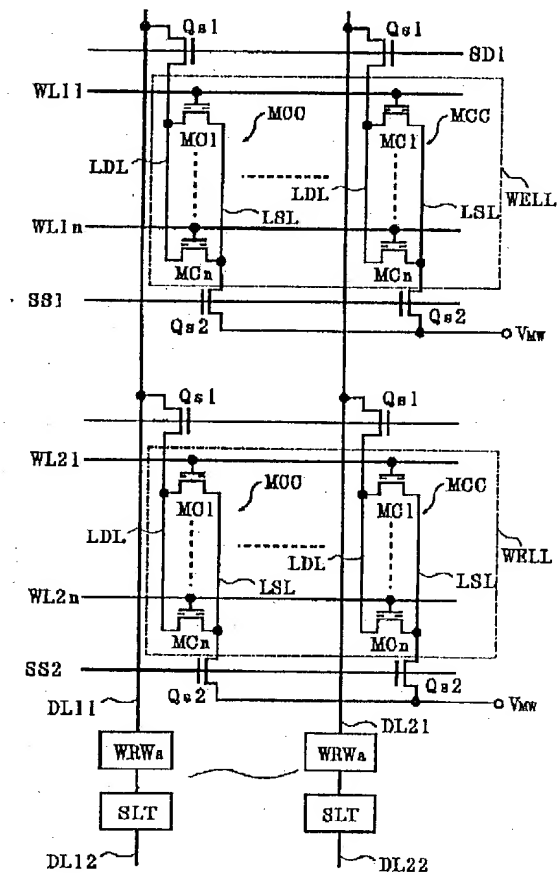 Qs1 Qs1
SD1
WL11
MCC MCC
MC1 MC1
LDL LDL
WELL
LSL LSL
WL1n
MCn MCn
SS1
Qs2 Qs2
VMW
Qs1 Qs1
WL21
MCC MCC
MC1 MC1
WELL
LDL LDL
LSL LSL
WL2n
MCn MCn
SS2
Qs2 Qs2
DL11
VMW
DL21
WRWa WRWa
SLT SLT
DL12 DL22